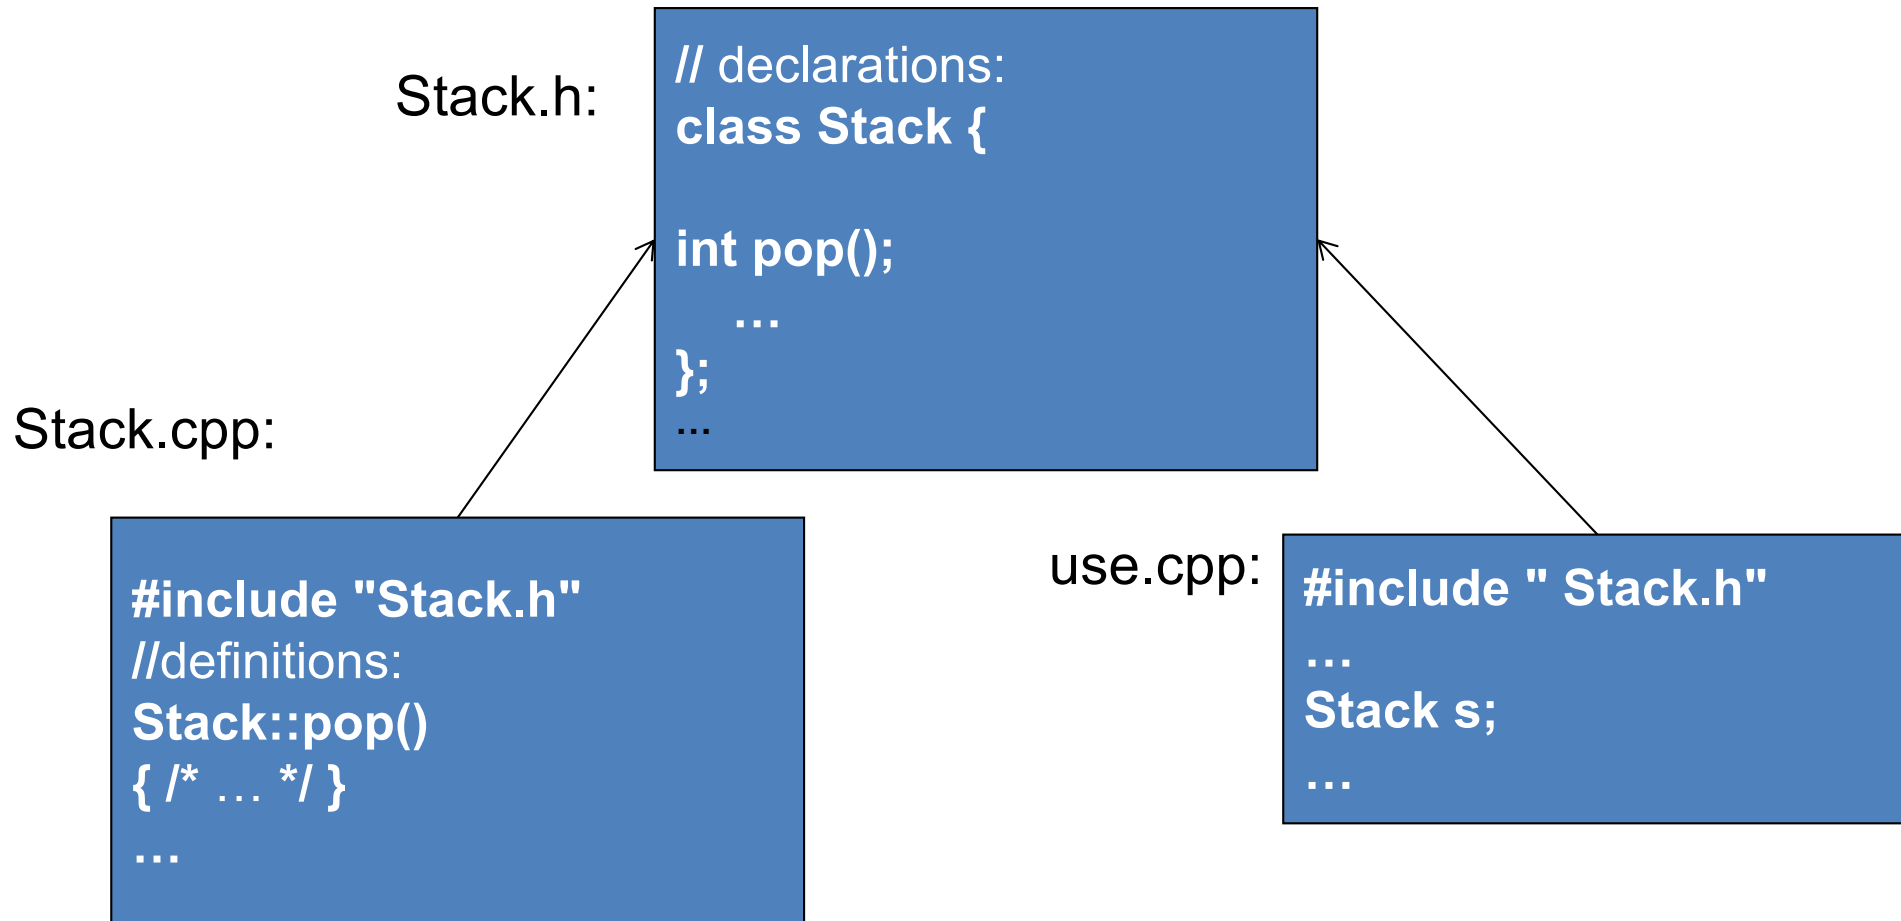 Stack.h:
// declarations:
class Stack {
int pop();
…
};
...
Stack.cpp:
#include "Stack.h"
//definitions:
Stack::pop()
{ /* … */ }
…
use.cpp:
#include " Stack.h"
…
Stack s;
…